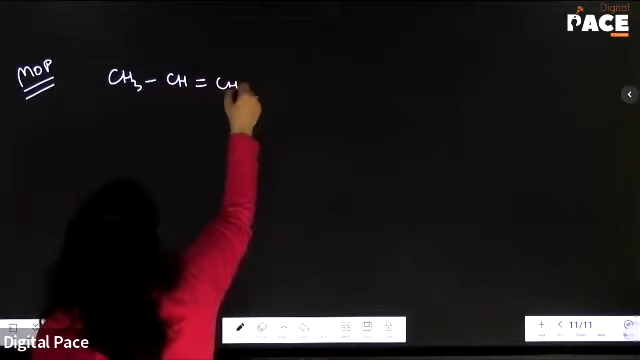 Digital
PACE
MOP CH3 – CH = CH
11/11
Digital Pace